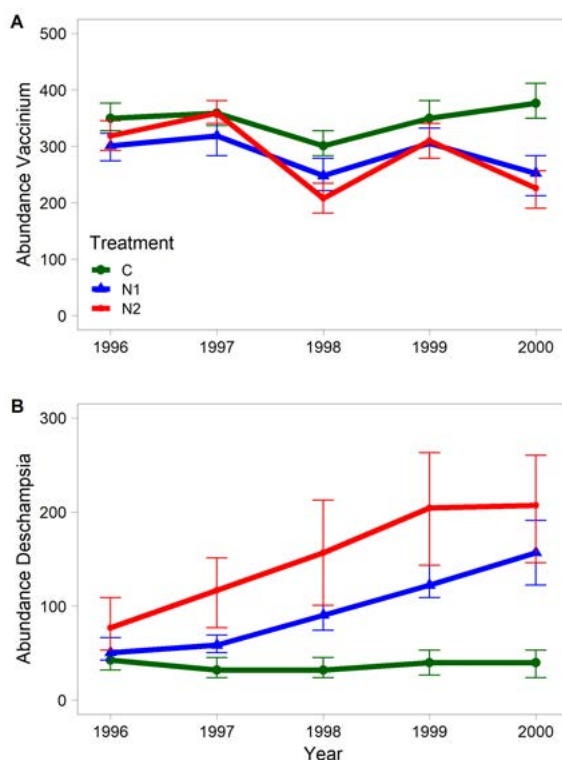 A
500
400
300
200
100
0
Abundance Vaccinium
Treatment
C
N1
N2
1996 1997 1998 1999 2000
B
300
200
100
0
Abundance Deschampsia
1996 1997 1998 1999 2000
Year